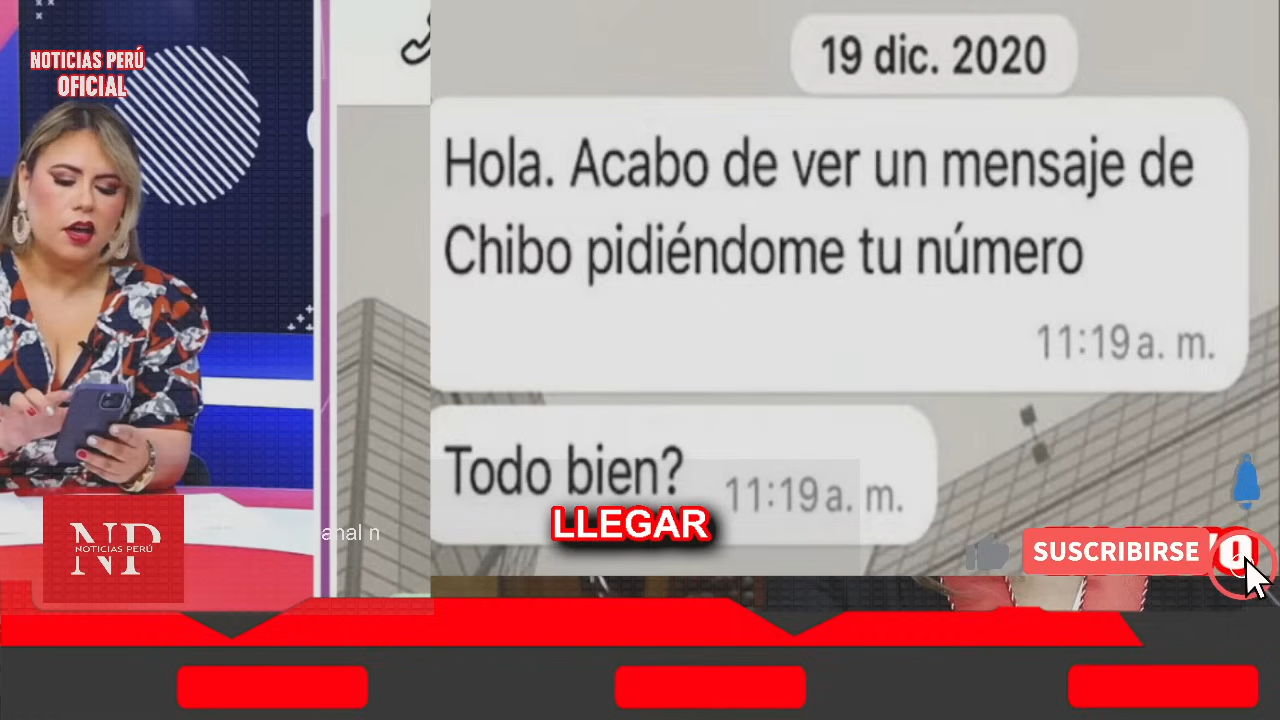 NOTICIAS PERÚ
OFICIAL
19 dic. 2020
Hola. Acabo de ver un mensaje de
Chibo pidiéndome tu número
11:19 a. m.
Todo bien?
11:19 a. m.
LLEGAR
anal n
NP
NOTICIAS PERÚ
SUSCRIBIRSE